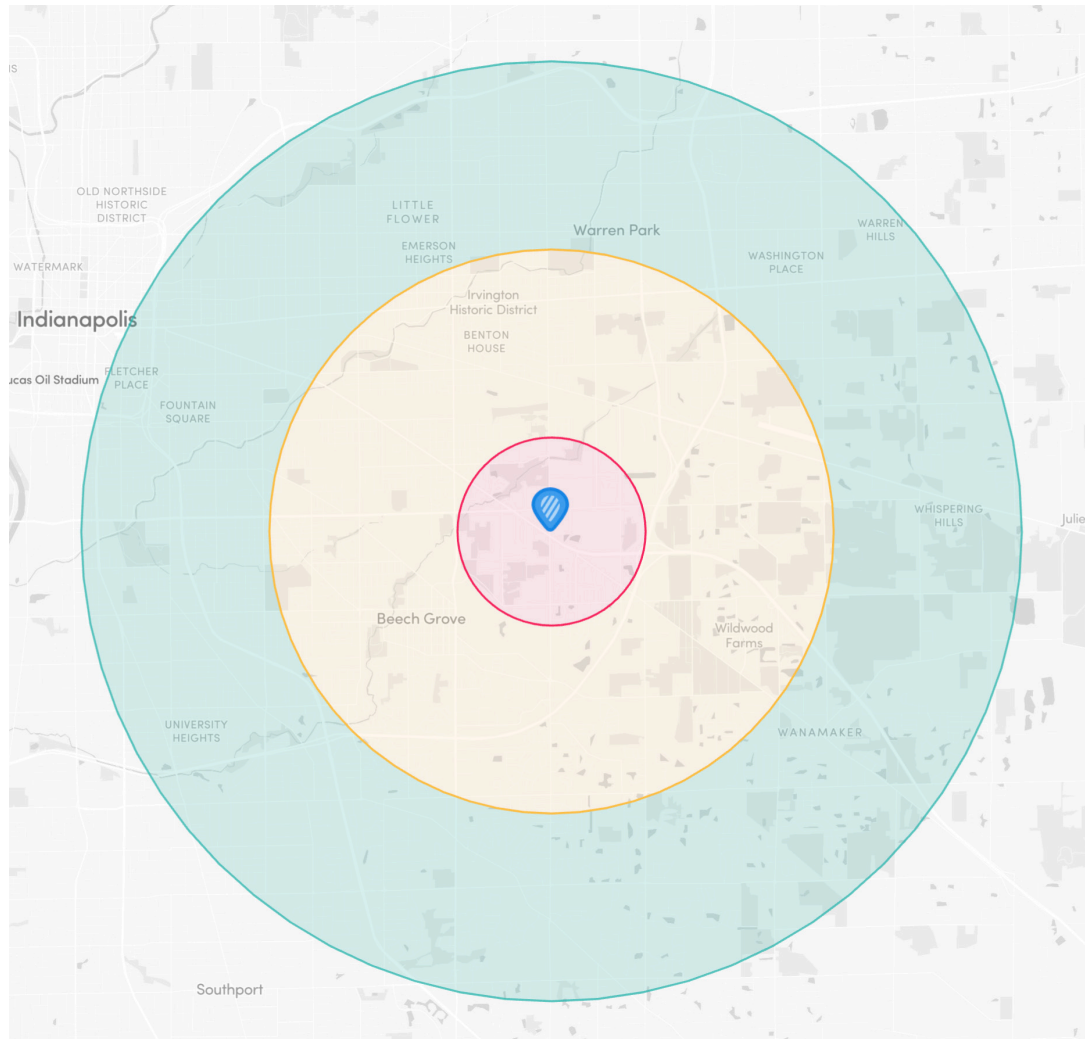 IS
OLD NORTHSIDE
HISTORIC
DISTRICT
LITTLE
FLOWER
Warren Park
WARREN
HILLS
EMERSON
HEIGHTS
WASHINGTON
PLACE
WATERMARK
Irvington
Historic District
Indianapolis
BENTON
HOUSE
ucas Oil Stadium
FLETCHER
PLACE
FOUNTAIN
SQUARE
WHISPERING
HILLS
Julie
Beech Grove
Wildwood
Farms
UNIVERSITY
HEIGHTS
WANAMAKER
Southport